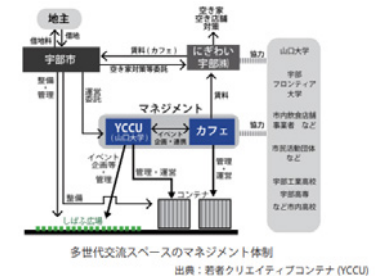 地主
空き家
空き店舗
対策
借地料
借地
宇部市
賃料(カフェ)
空き家対策等委託
にぎわい
宇部㈱
協力
山口大学
宇部
フロンティア
大学
市内飲食店舗
事業者 など
市民活動団体
など
宇部工業高校
宇部高専
など市内高校
整備・管理
運営委託
賃料
マネジメント
YCCU
(山口大学)
イベント
企画・連携
カフェ
協力
イベント企画等・管理
管理・運営
管理・運営
整備
コンテナ
しばふ広場
多世代交流スペースのマネジメント体制
出典:若者クリエイティブコンテナ(YCCU)